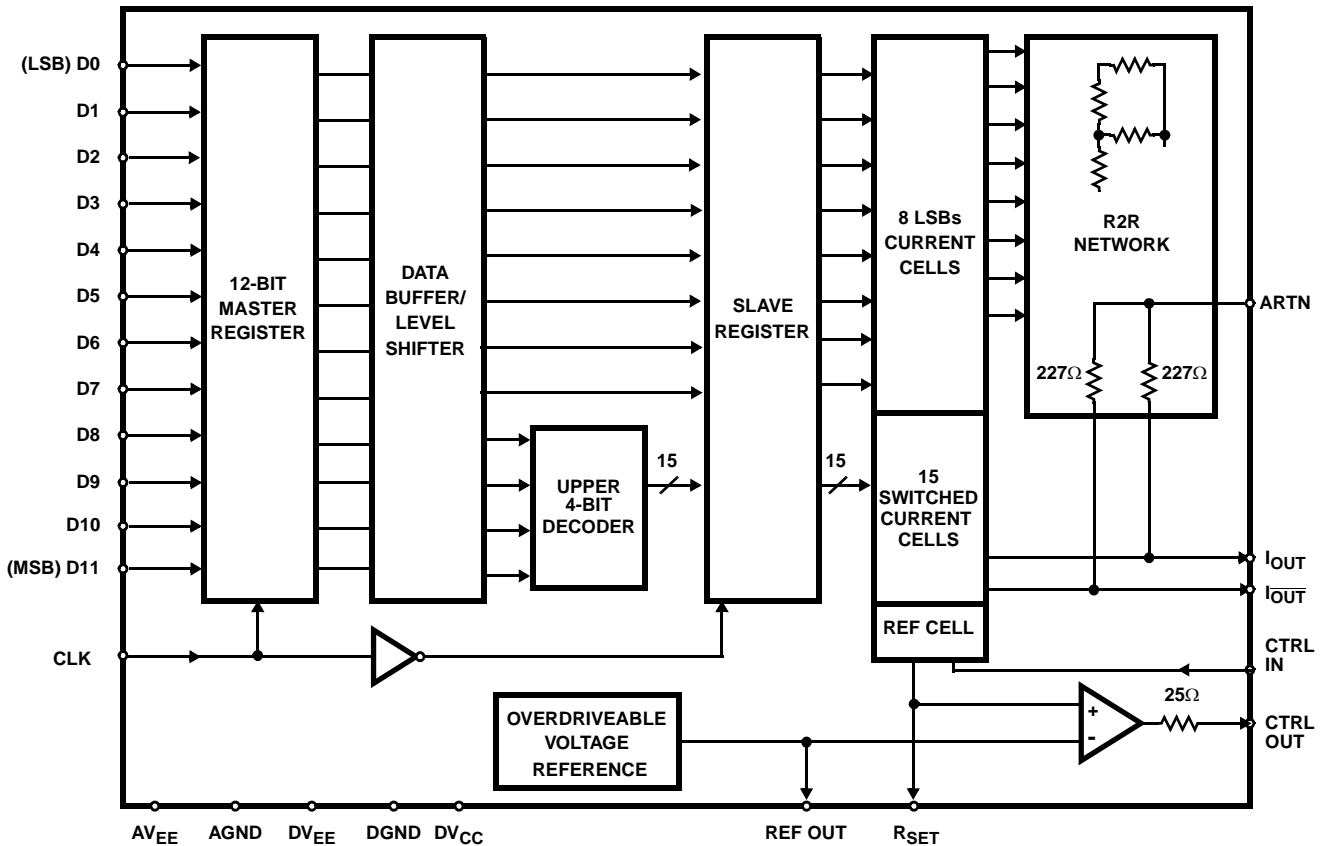 (LSB) D0
D1
D2
D3
D4
D5
D6
D7
D8
D9
D10
(MSB) D11
CLK
12-BIT
MASTER
REGISTER
DATA
BUFFER/
LEVEL
SHIFTER
UPPER
4-BIT
DECODER
15
SLAVE
REGISTER
15
8 LSBs
CURRENT
CELLS
15
SWITCHED
CURRENT
CELLS
REF CELL
R2R
NETWORK
227Ω
227Ω
ARTN
IOUT
IOUT
CTRL
IN
25Ω
CTRL
OUT
+
-
OVERDRIVEABLE
VOLTAGE
REFERENCE
AVEE
AGND
DVEE
DGND
DVCC
REF OUT
RSET